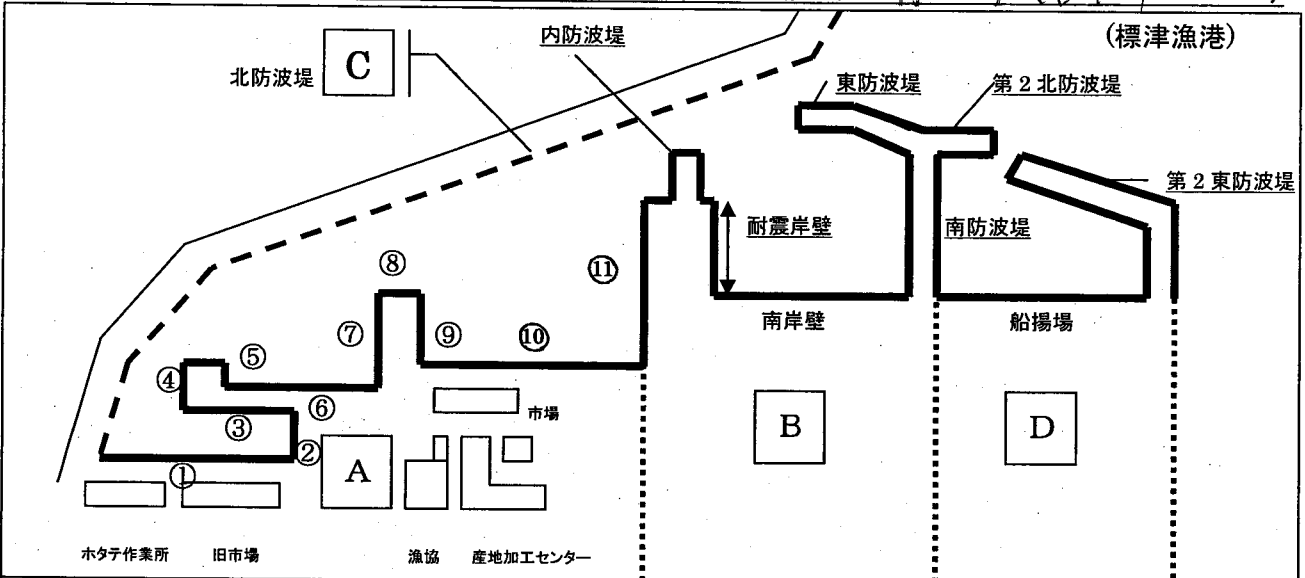 (標津漁港)
内防波堤
北防波堤
C
東防波堤
第2北防波堤
第2東防波堤
耐震岸壁
南防波堤
⑧
⑪
⑦
⑨
⑩
南岸壁
船揚場
⑤
④
⑥
③
市場
②
①
A
B
D
ホタテ作業所
旧市場
漁協
産地加工センター